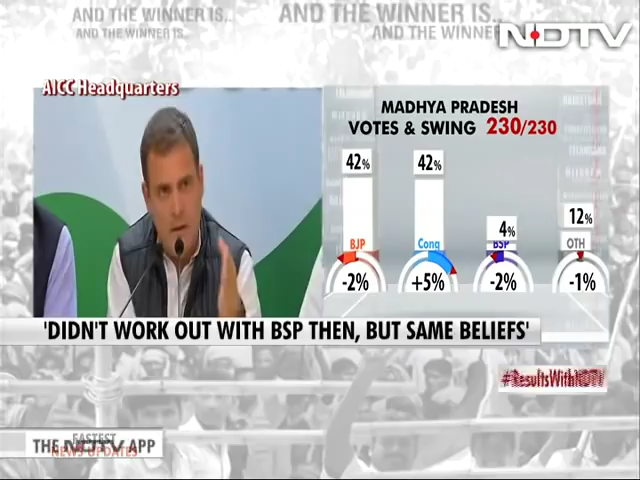 AND THE WINNER IS..
AND THE WINNER IS..
AND THE WINNER IS..
AND THE WINNER
NDTV
AICC Headquarters
MADHYA PRADESH
VOTES & SWING 230/230
42% 42% 4% 12%
BJP Cong BSP OTH
-2% +5% -2% -1%
'DIDN'T WORK OUT WITH BSP THEN, BUT SAME BELIEFS'
#ResultsWithNDTV
THE NDTV APP
FASTEST
NEWS UPDATES